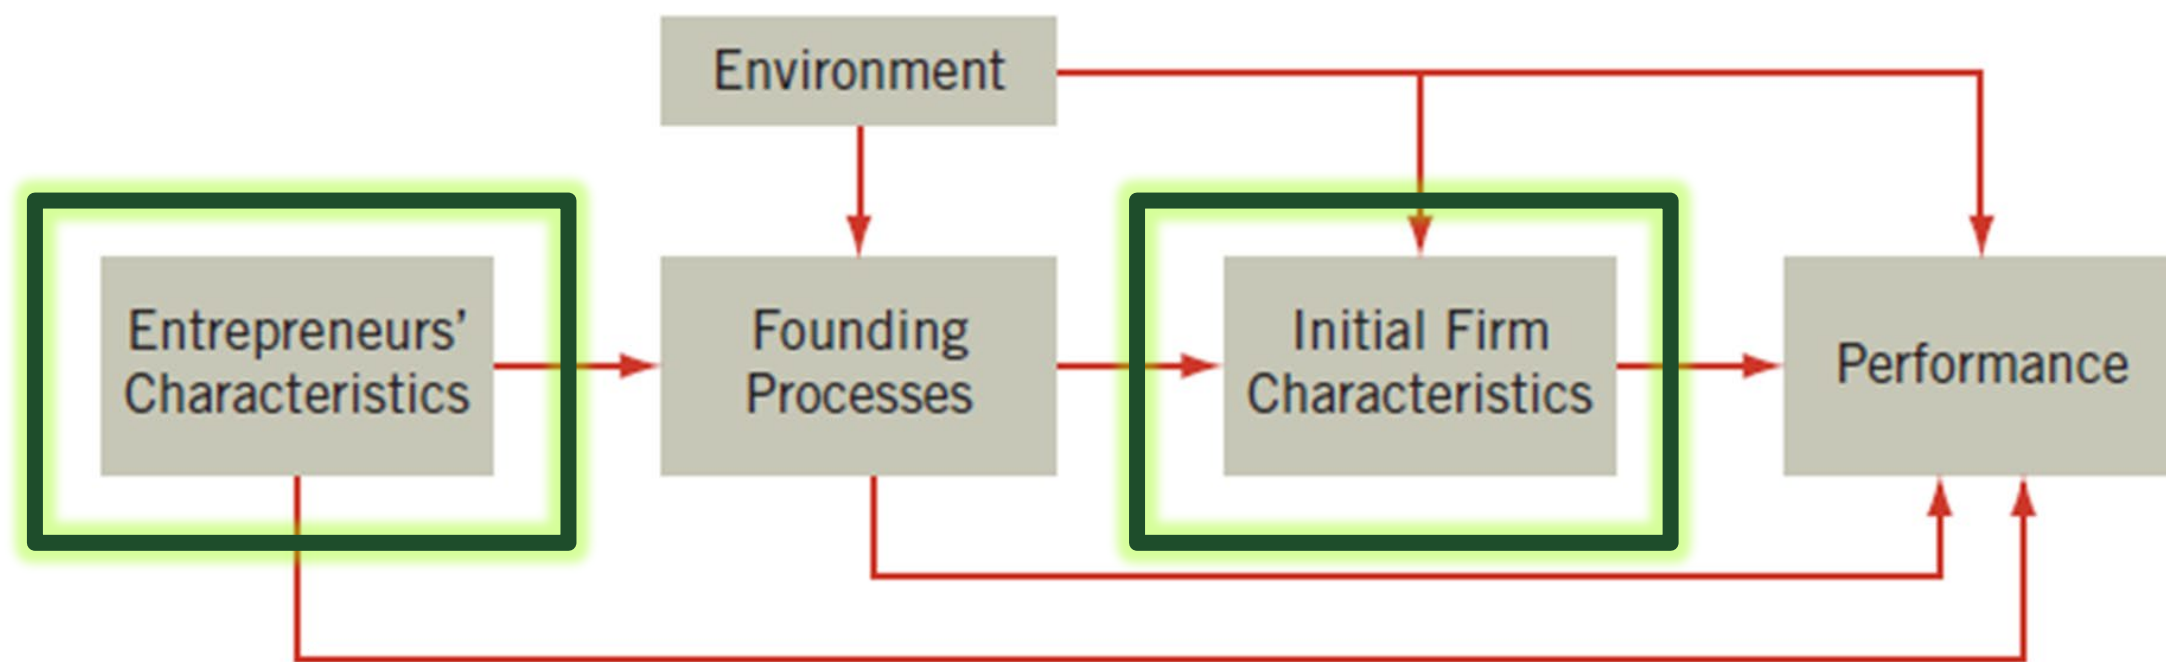 Environment
Entrepreneurs’
Characteristics
Founding
Processes
Initial Firm
Characteristics
Performance